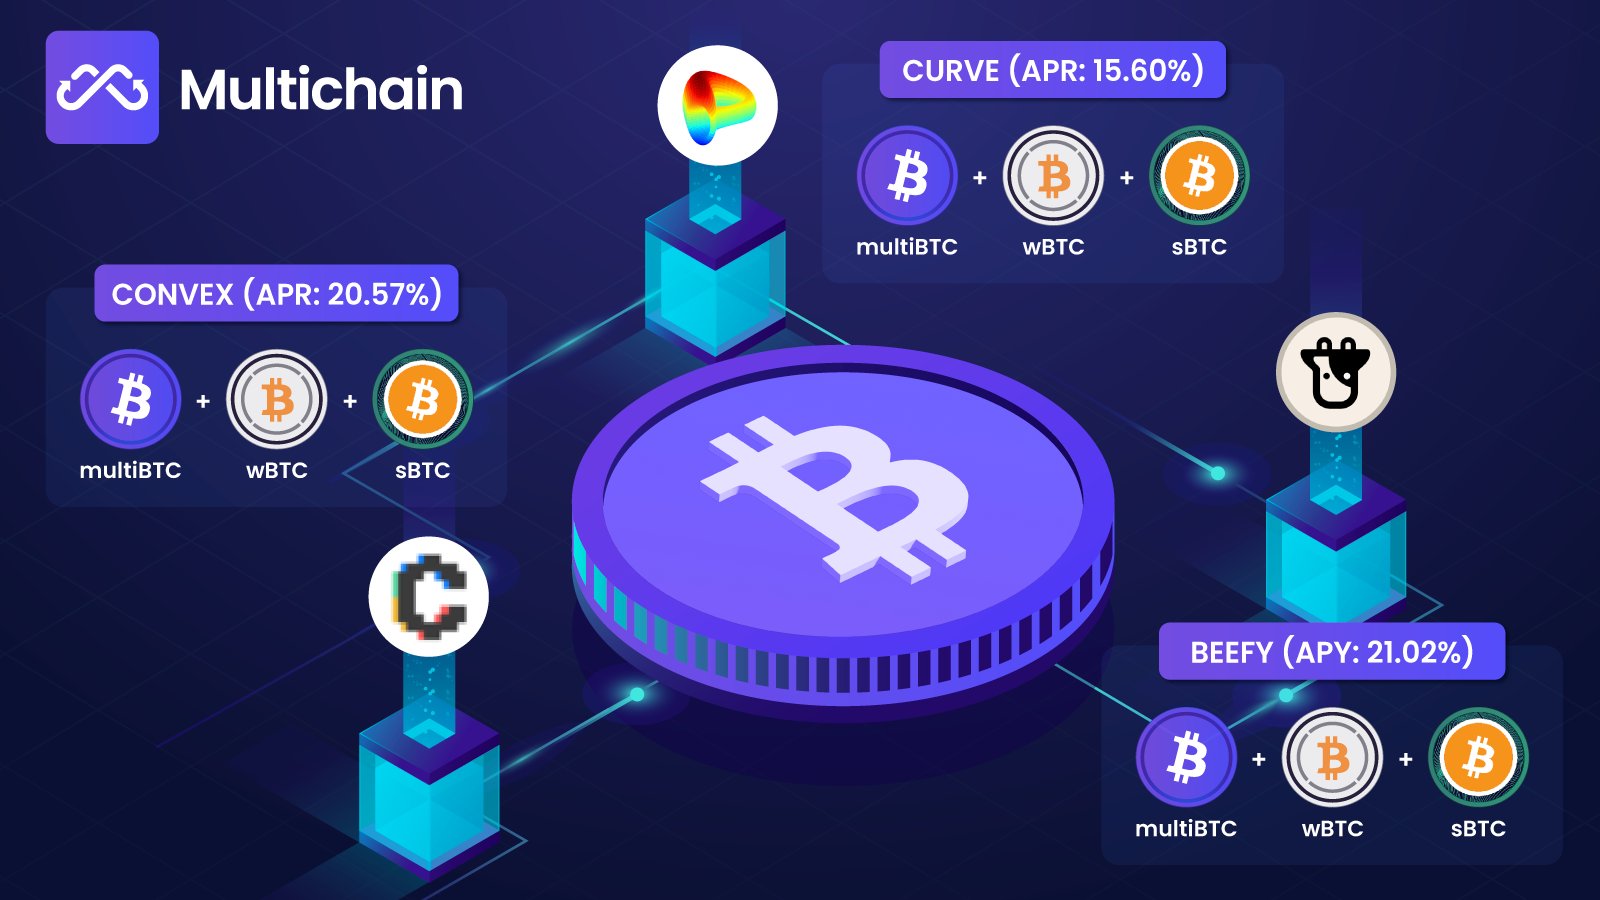 Multichain
CURVE (APR: 15.60%)
multiBTC + wBTC + sBTC
CONVEX (APR: 20.57%)
multiBTC + wBTC + sBTC
BEEFY (APY: 21.02%)
multiBTC + wBTC + sBTC